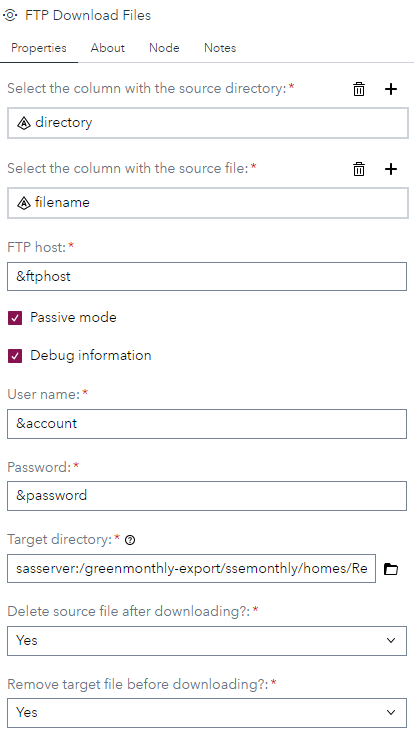 FTP Download Files
Properties About Node Notes
Select the column with the source directory:*
directory
Select the column with the source file:*
filename
FTP host:*
&ftphost
Passive mode
Debug information
User name:*
&account
Password:*
&password
Target directory:*
sasserver:/greenmonthly-export/ssemonthly/homes/Re
Delete source file after downloading?:*
Yes
Remove target file before downloading?:*
Yes